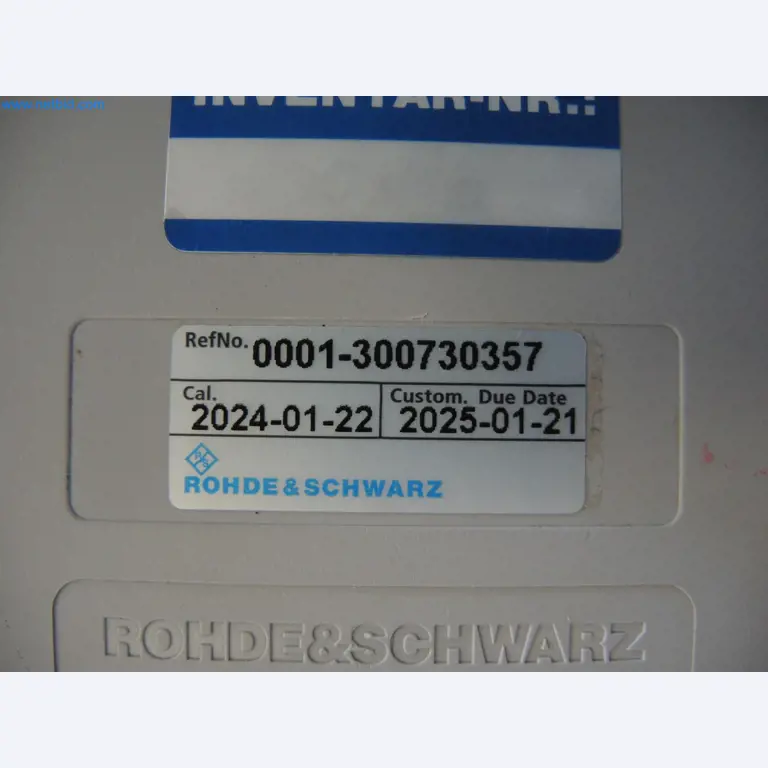 INVENTAR-NR.:
RefNo. 0001-300730357
Cal. Custom. Due Date
2024-01-22 2025-01-21
ROHDE & SCHWARZ
ROHDE&SCHWARZ